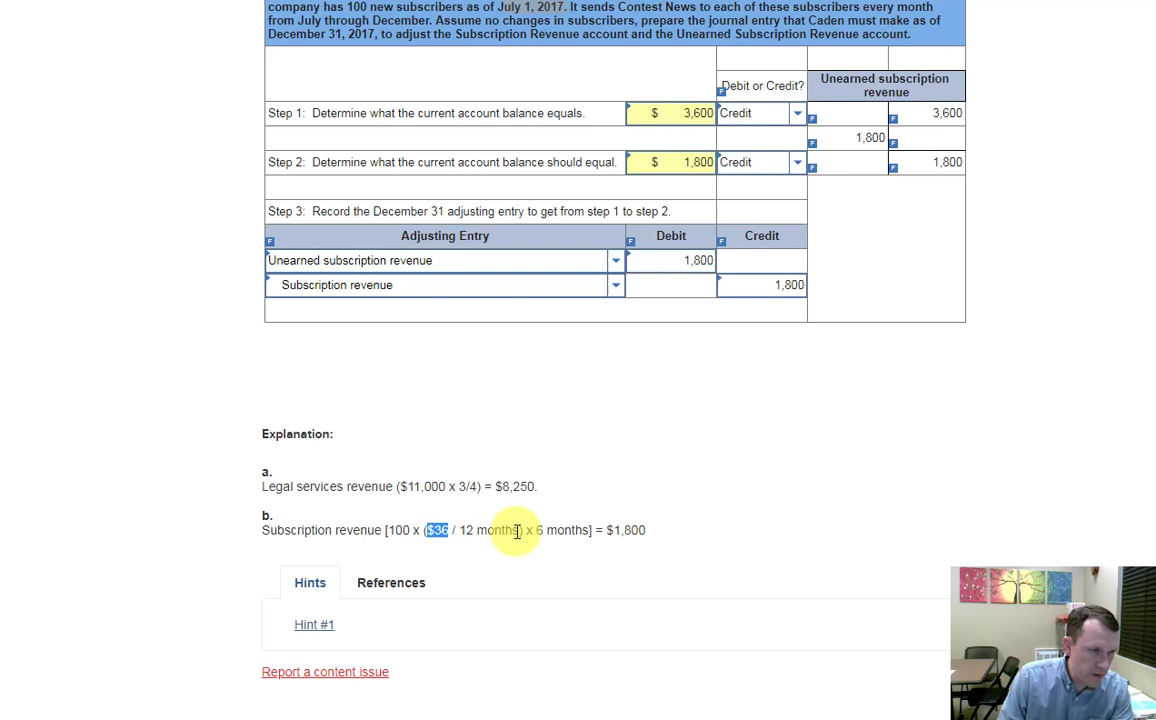 company has 100 new subscribers as of July 1, 2017. It sends Contest News to each of these subscribers every month
from July through December. Assume no changes in subscribers, prepare the journal entry that Caden must make as of
December 31, 2017, to adjust the Subscription Revenue account and the Unearned Subscription Revenue account.
Debit or Credit? Unearned subscription revenue
Step 1: Determine what the current account balance equals. $ 3,600 Credit 3,600
1,800
Step 2: Determine what the current account balance should equal. $ 1,800 Credit 1,800
Step 3: Record the December 31 adjusting entry to get from step 1 to step 2.
Adjusting Entry Debit Credit
Unearned subscription revenue 1,800
Subscription revenue 1,800
Explanation:
a.
Legal services revenue ($11,000 x 3/4) = $8,250.
b.
Subscription revenue [100 x ($36 / 12 months) x 6 months] = $1,800
Hints References
Hint #1
Report a content issue